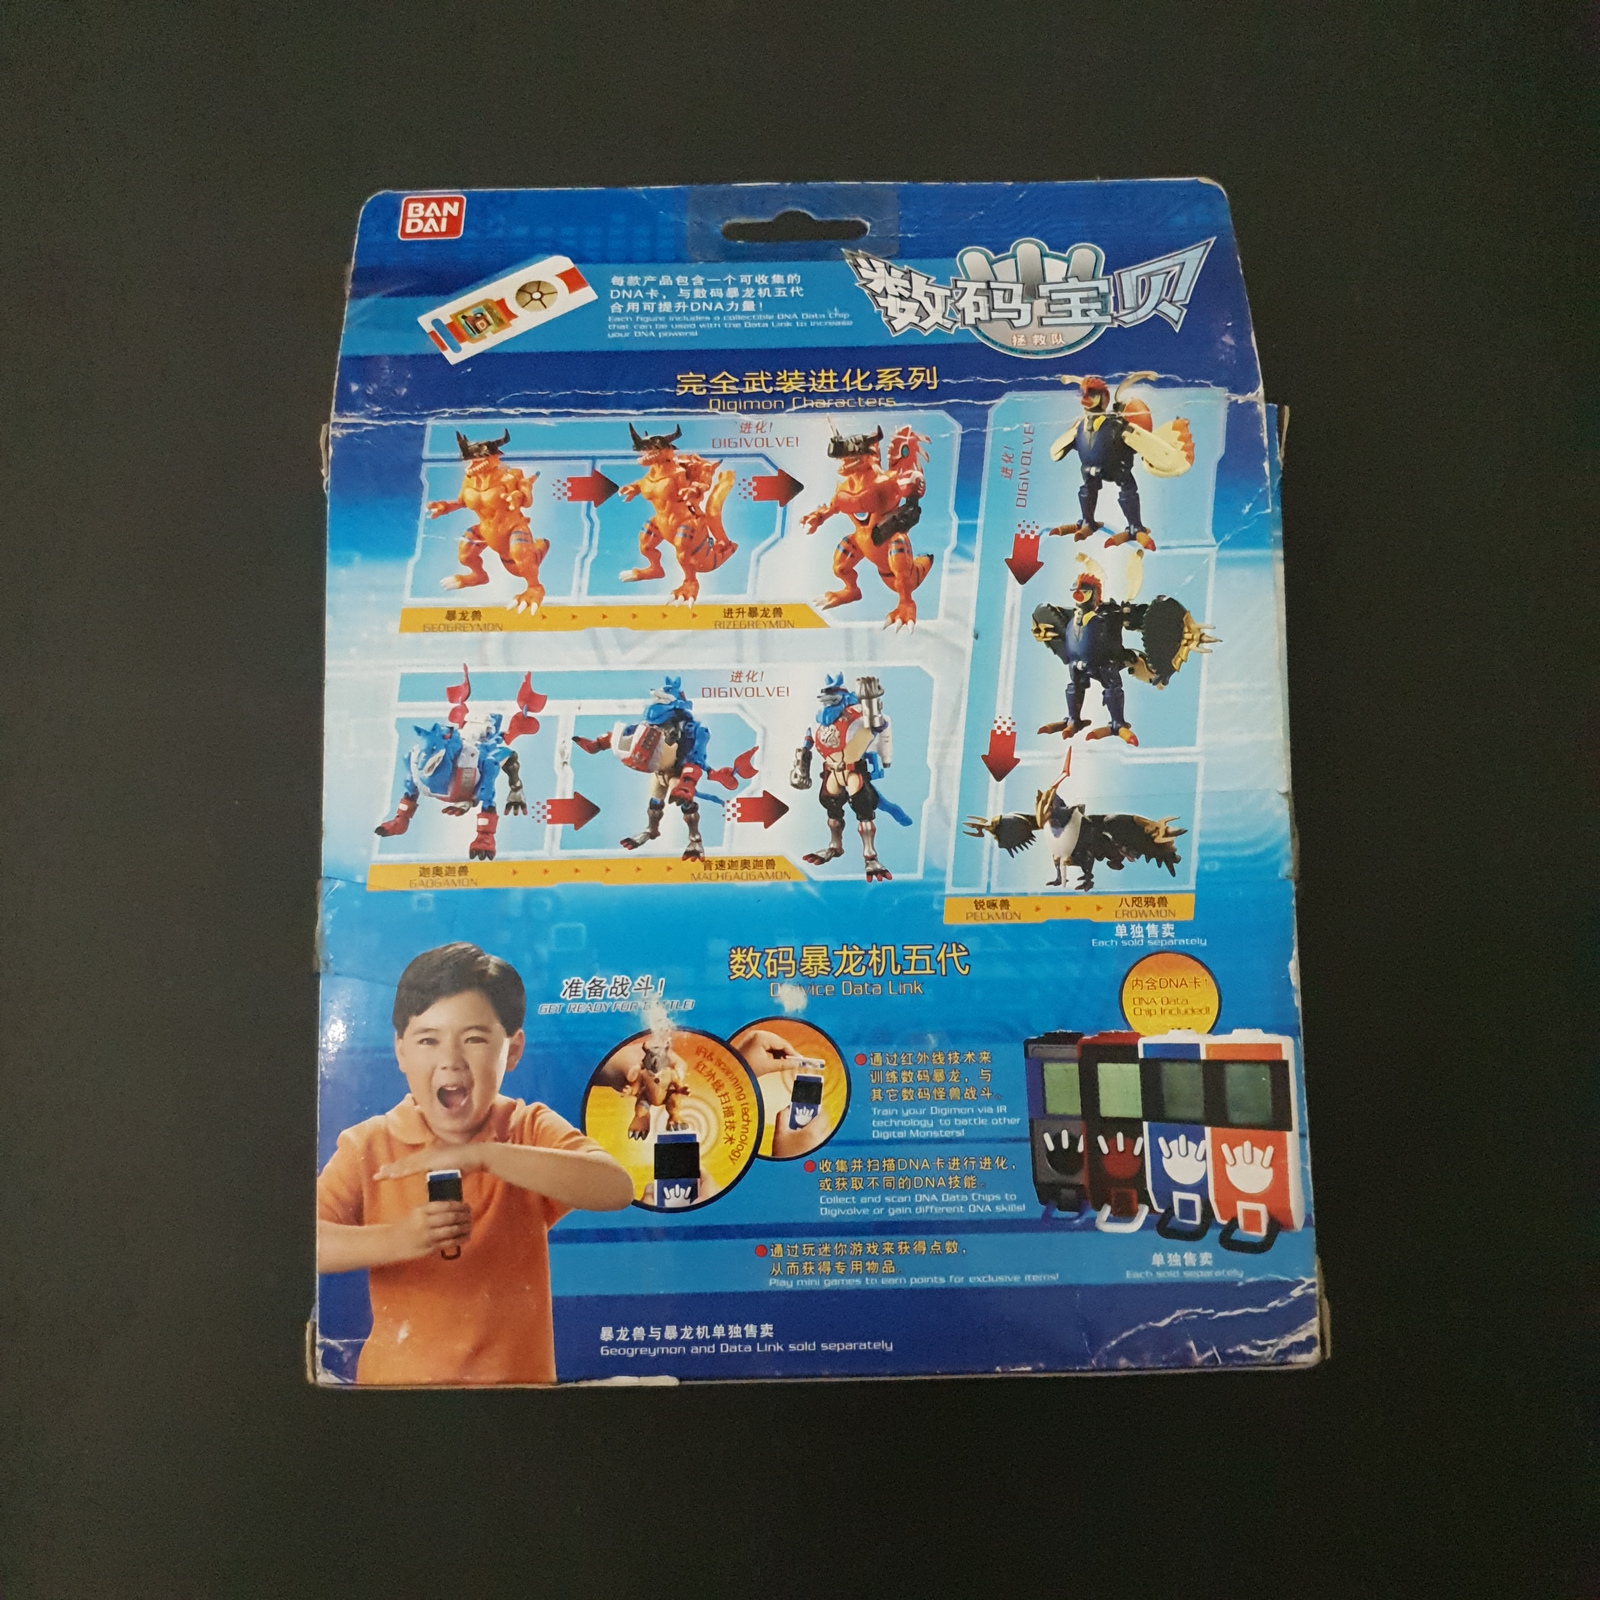 BAN
DAI
每款产品包含一个可收集的
DNA卡，与数码暴龙机五代
合用可提升DNA力量！
Each figure includes a collectible DNA Data Chip
that can be used with the Data Link to increase
your DNA powers!
数码宝贝
拯救队
完全武装进化系列
Digimon Characters
进化!
DIGIVOLVE!
暴龙兽
GEOGREYMON
进升暴龙兽
RIZEGREYMON
进化!
DIGIVOLVE!
迦奥迦兽
GAOGAMON
音速迦奥迦兽
MACHGAOGAMON
进化!
DIGIVOLVE!
锐啄兽
PECKMON
八咫鸦兽
CROWMON
单独售卖
Each sold separately
数码暴龙机五代
Data Link
准备战斗！
GET READY FOR
红外线扫描技术
IR & scanning technology
内含DNA卡!
DNA Data
Chip Included!
通过红外线技术来
训练数码暴龙，与
其它数码怪兽战斗。
Train your Digimon via IR
technology to battle other
Digital Monsters!
收集并扫描DNA卡进行进化，
或获取不同的DNA技能。
Collect and scan DNA Data Chips to
Digivolve or gain different DNA skills!
通过玩迷你游戏来获得点数，
从而获得专用物品。
Play mini games to earn points for exclusive items!
单独售卖
Each sold separately
暴龙兽与暴龙机单独售卖
Geogreymon and Data Link sold separately